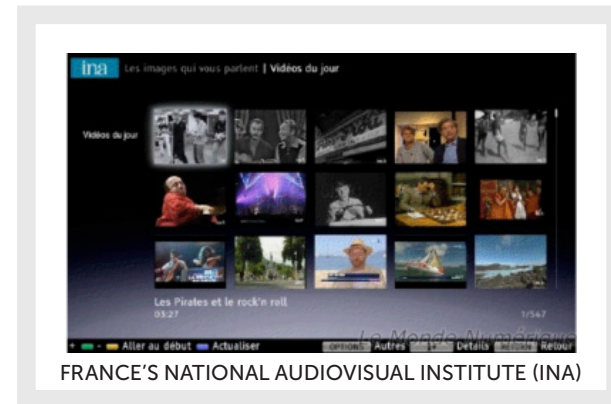 ina Les images qui vous parlent | Vidéos du jour
Vidéos du jour
Les Pirates et le rock'n roll
03:27 1/547
+ - Aller au début Actualiser OPTIONS Autres Détails RETURN Retour
Le Monde Numérique
FRANCE'S NATIONAL AUDIOVISUAL INSTITUTE (INA)